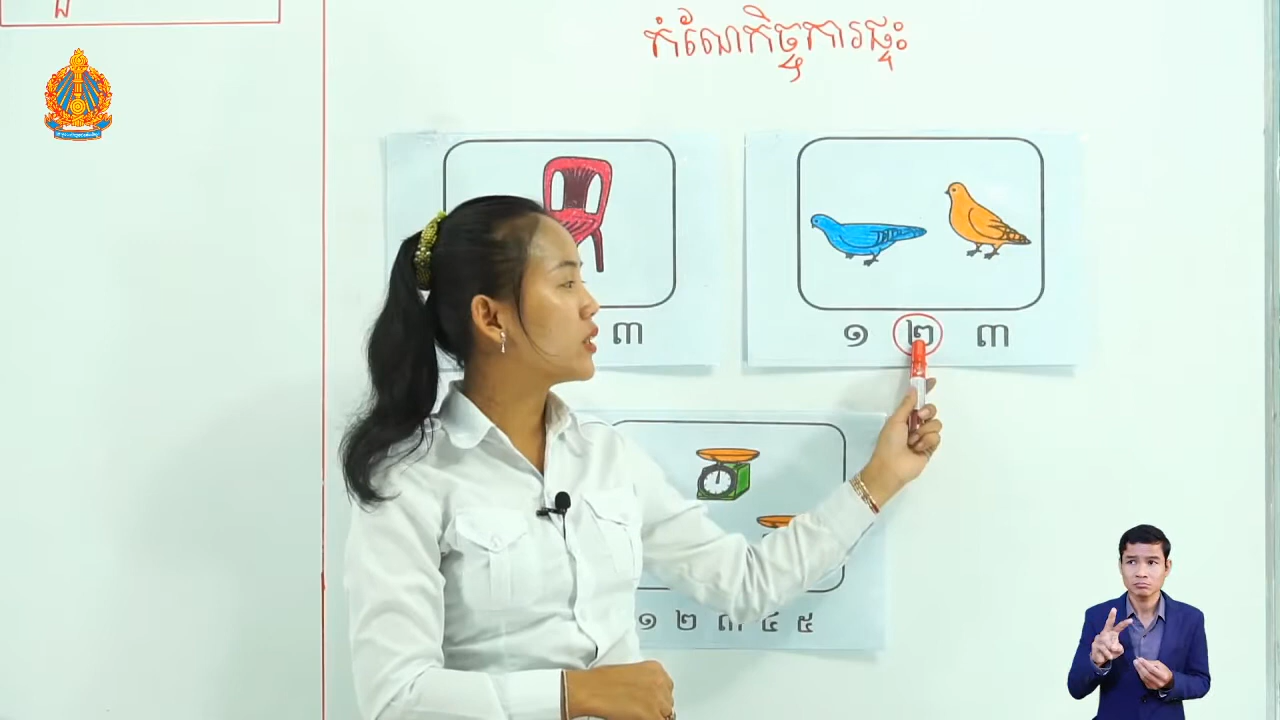 កំណែកិច្ចការផ្ទះ
៣
១ ២ ៣
១ ២ ៣ ៤ ៥